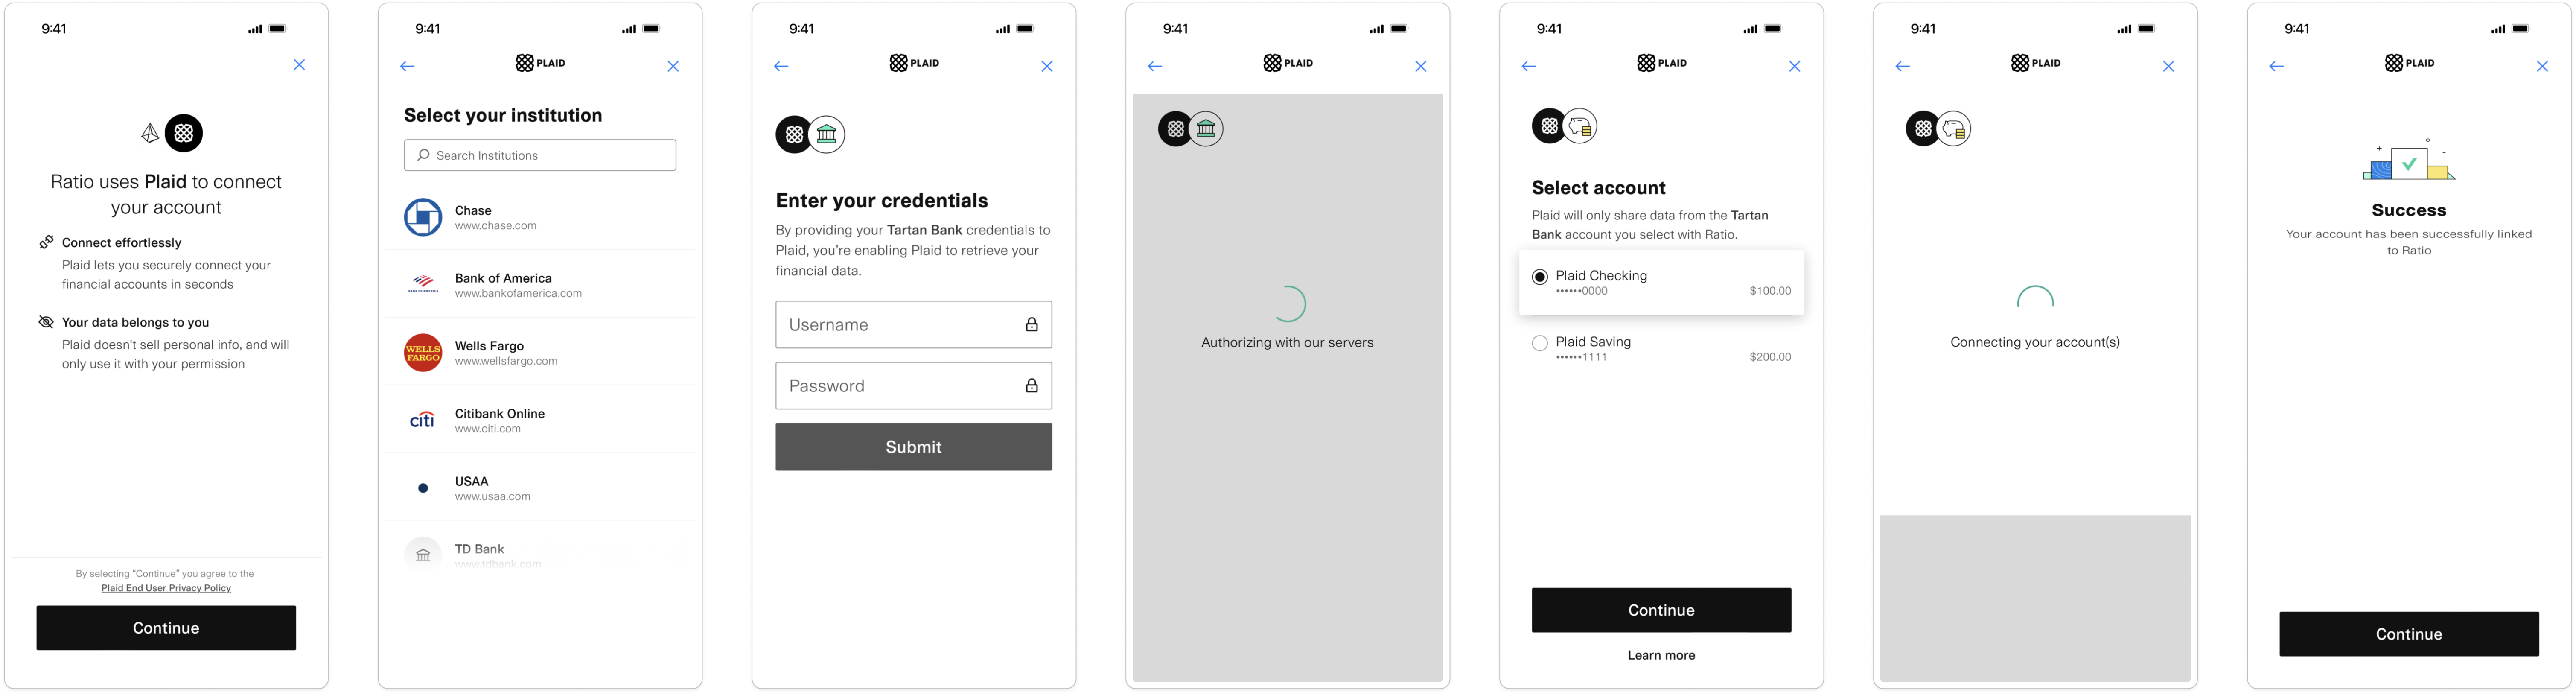 9:41
Ratio uses Plaid to connect
your account
Connect effortlessly
Plaid lets you securely connect your
financial accounts in seconds
Your data belongs to you
Plaid doesn't sell personal info, and will
only use it with your permission
By selecting “Continue” you agree to the
Plaid End User Privacy Policy
Continue
9:41
PLAID
Select your institution
Search Institutions
Chase
www.chase.com
BANK OF AMERICA
Bank of America
www.bankofamerica.com
WELLS
FARGO
Wells Fargo
www.wellsfargo.com
citi
Citibank Online
www.citi.com
USAA
www.usaa.com
TD Bank
www.tdbank.com
9:41
PLAID
Enter your credentials
By providing your Tartan Bank credentials to
Plaid, you’re enabling Plaid to retrieve your
financial data.
Username
Password
Submit
9:41
PLAID
Authorizing with our servers
9:41
PLAID
Select account
Plaid will only share data from the Tartan
Bank account you select with Ratio.
Plaid Checking
••••••0000 $100.00
Plaid Saving
••••••1111 $200.00
Continue
Learn more
9:41
PLAID
Connecting your account(s)
9:41
PLAID
Success
Your account has been successfully linked
to Ratio
Continue